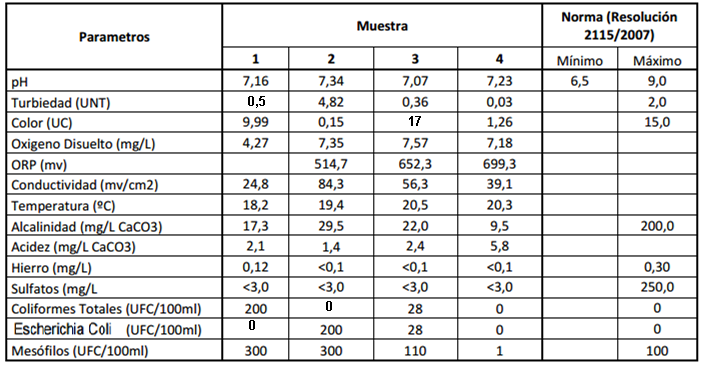 Parametros Muestra Norma (Resolución 2115/2007)
1 2 3 4 Mínimo Máximo
pH 7,16 7,34 7,07 7,23 6,5 9,0
Turbiedad (UNT) 0,5 4,82 0,36 0,03 2,0
Color (UC) 9,99 0,15 17 1,26 15,0
Oxigeno Disuelto (mg/L) 4,27 7,35 7,57 7,18
ORP (mv) 514,7 652,3 699,3
Conductividad (mv/cm2) 24,8 84,3 56,3 39,1
Temperatura (ºC) 18,2 19,4 20,5 20,3
Alcalinidad (mg/L CaCO3) 17,3 29,5 22,0 9,5 200,0
Acidez (mg/L CaCO3) 2,1 1,4 2,4 5,8
Hierro (mg/L) 0,12 <0,1 <0,1 <0,1 0,30
Sulfatos (mg/L <3,0 <3,0 <3,0 <3,0 250,0
Coliformes Totales (UFC/100ml) 200 0 28 0 0
Escherichia Coli (UFC/100ml) 0 200 28 0 0
Mesófilos (UFC/100ml) 300 300 110 1 100